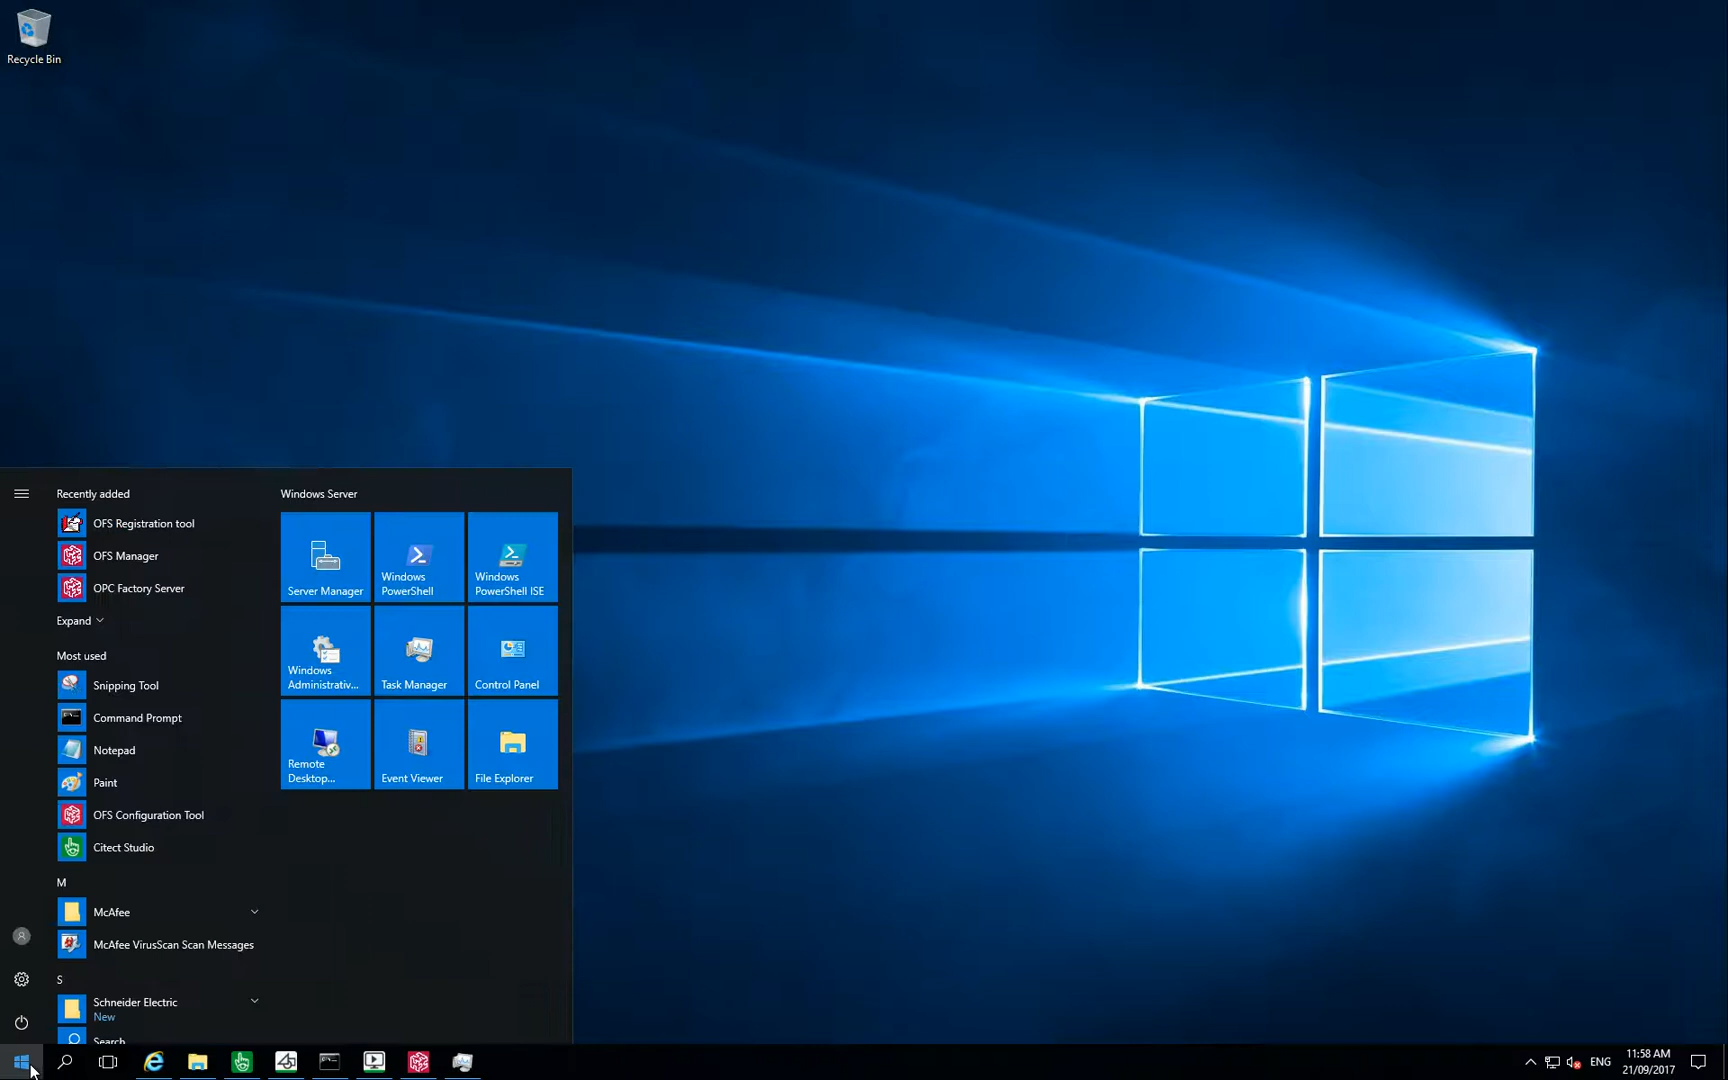 Recycle Bin
Recently added
OFS Registration tool
OFS Manager
OPC Factory Server
Expand
Most used
Snipping Tool
Command Prompt
Notepad
Paint
OFS Configuration Tool
Citect Studio
M
McAfee
McAfee VirusScan Scan Messages
S
Schneider Electric
New
Search
Windows Server
Server Manager
Windows
PowerShell
Windows
PowerShell ISE
Windows
Administrativ...
Task Manager
Control Panel
Remote
Desktop...
Event Viewer
File Explorer
ENG
11:58 AM
21/09/2017